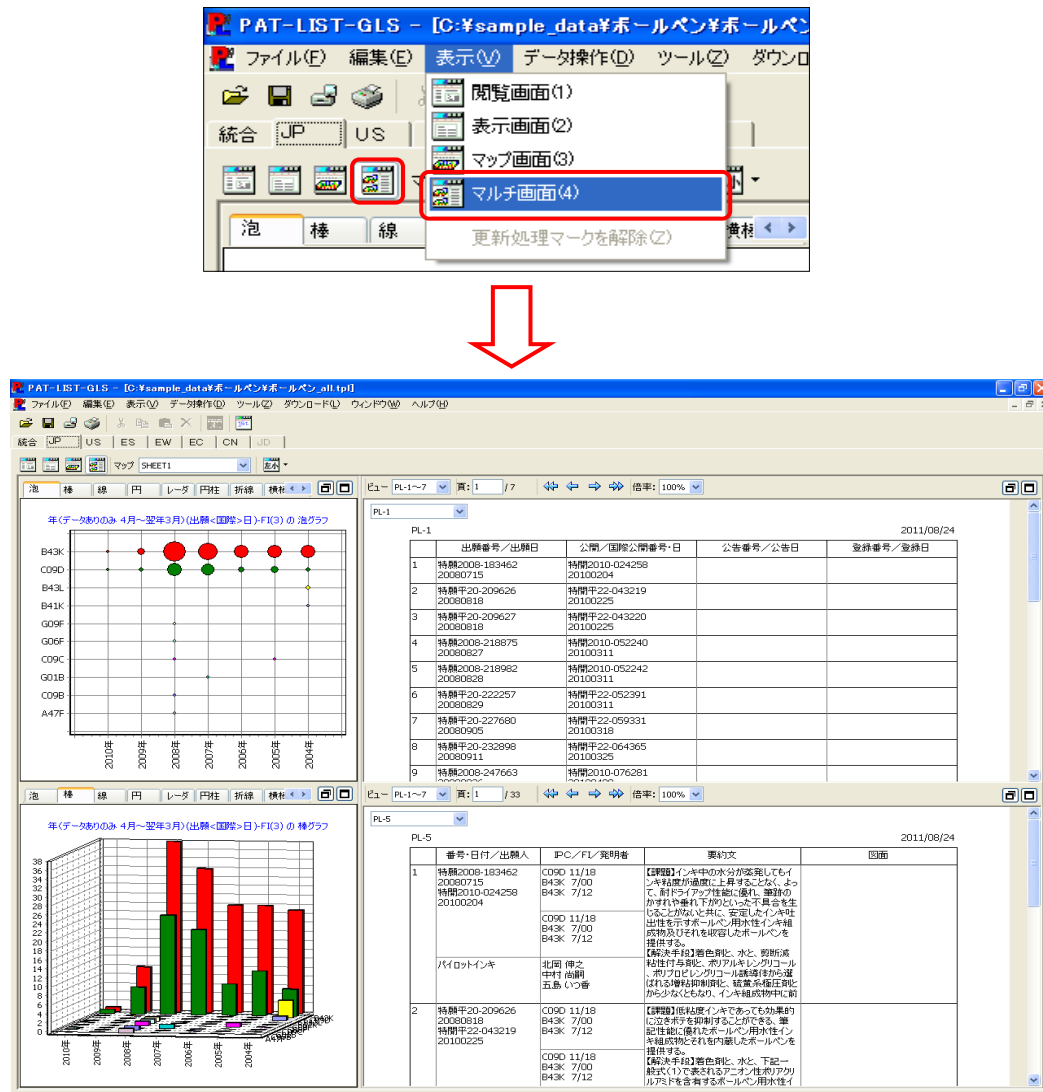 PAT-LIST-GLS - [C:¥sample_data¥ボールペン¥ボールペン
ファイル(F) 編集(E) 表示(V) データ操作(D) ツール(Z) ダウンロ
閲覧画面(1)
表示画面(2)
マップ画面(3)
マルチ画面(4)
更新処理マークを解除(Z)
統合 JP US
泡 棒 線
PAT-LIST-GLS - [C:¥sample_data¥ボールペン¥ボールペン_all.tpl]
ファイル(F) 編集(E) 表示(V) データ操作(D) ツール(Z) ダウンロード(L) ウィンドウ(W) ヘルプ(H)
統合 JP US ES EW EC CN JD
マップ SHEET1 左小
泡 棒 線 円 レーダ 円柱 折線 横棒
年(データありのみ 4月~翌年3月)(出願<国際>日)-FI(3) の 泡グラフ
B43K
C09D
B43L
B41K
G09F
G06F
C09C
G01B
C09B
A47F
2010年 2009年 2008年 2007年 2006年 2005年 2004年
ビュー PL-1~7 頁: 1 /7 倍率: 100%
PL-1
PL-1 2011/08/24
出願番号/出願日 公開/国際公開番号・日 公告番号/公告日 登録番号/登録日
1 特願2008-183462 特開2010-024258
20080715 20100204
2 特願平20-209626 特開平22-043219
20080818 20100225
3 特願平20-209627 特開平22-043220
20080818 20100225
4 特願2008-218875 特開2010-052240
20080827 20100311
5 特願2008-218982 特開2010-052242
20080828 20100311
6 特願平20-222257 特開平22-052391
20080829 20100311
7 特願平20-227680 特開平22-059331
20080905 20100318
8 特願平20-232898 特開平22-064365
20080911 20100325
9 特願2008-247663 特開2010-076281
泡 棒 線 円 レーダ 円柱 折線 横棒
年(データありのみ 4月~翌年3月)(出願<国際>日)-FI(3) の 棒グラフ
38
36
34
32
30
28
26
24
22
20
18
16
14
12
10
8
6
4
2
0
2010年 2009年 2008年 2007年 2006年 2005年 2004年
ビュー PL-1~7 頁: 1 /33 倍率: 100%
PL-5
PL-5 2011/08/24
番号・日付/出願人 IPC/FI/発明者 要約文 図面
1 特願2008-183462
20080715
特開2010-024258
20100204
パイロットインキ
C09D 11/18
B43K 7/00
B43K 7/12
C09D 11/18
B43K 7/00
B43K 7/12
北岡 伸之
中村 尚嗣
五島 いつ香
【課題】インキ中の水分が蒸発してもイ
ンキ粘度が過度に上昇することなく、よっ
て、耐ドライアップ性能に優れ、筆跡の
かすれや垂れ下がりといった不具合を生
じることがないと共に、安定したインキ吐
出性を示すボールペン用水性インキ組
成物及びそれを収容したボールペンを
提供する。
【解決手段】着色剤と、水と、剪断減
粘性付与剤と、ポリアルキレングリコール
、ポリプロピレングリコール誘導体から選
ばれる増粘抑制剤と、硫黄系極圧剤と
から少なくともなり、インキ組成物中に前
2 特願平20-209626
20080818
特開平22-043219
20100225
C09D 11/18
B43K 7/00
B43K 7/12
C09D 11/18
B43K 7/00
B43K 7/12
【課題】低粘度インキであっても効果的
に泣きボテを抑制することができる、筆
記性能に優れたボールペン用水性イン
キ組成物とそれを内蔵したボールペンを
提供する。
【解決手段】着色剤と、水と、下記一
般式(1)で表されるアニオン性ポリアクリ
ルアミドを含有するボールペン用水性イ